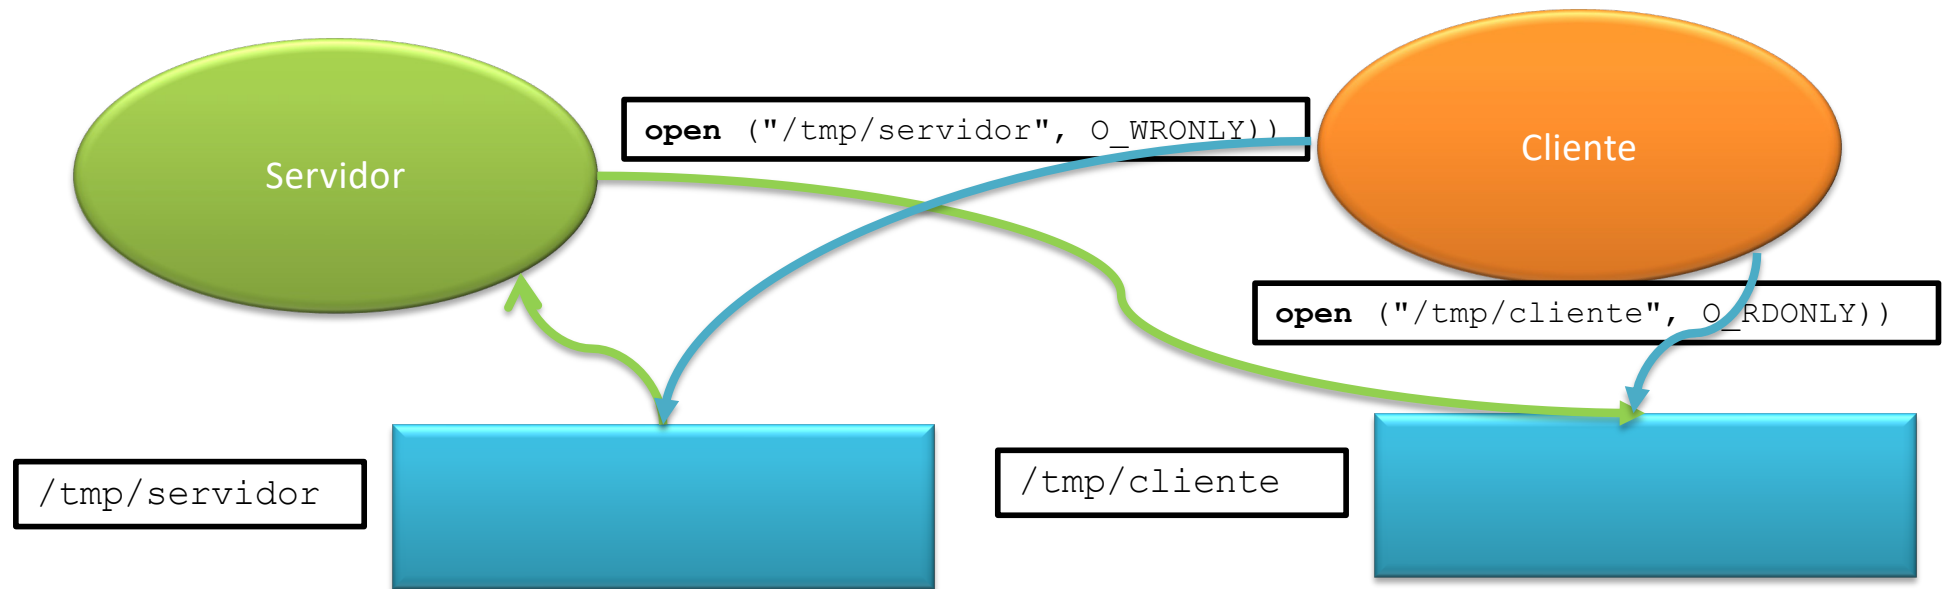 Servidor
open ("/tmp/servidor", O_WRONLY))
Cliente
open ("/tmp/cliente", O_RDONLY))
/tmp/servidor
/tmp/cliente